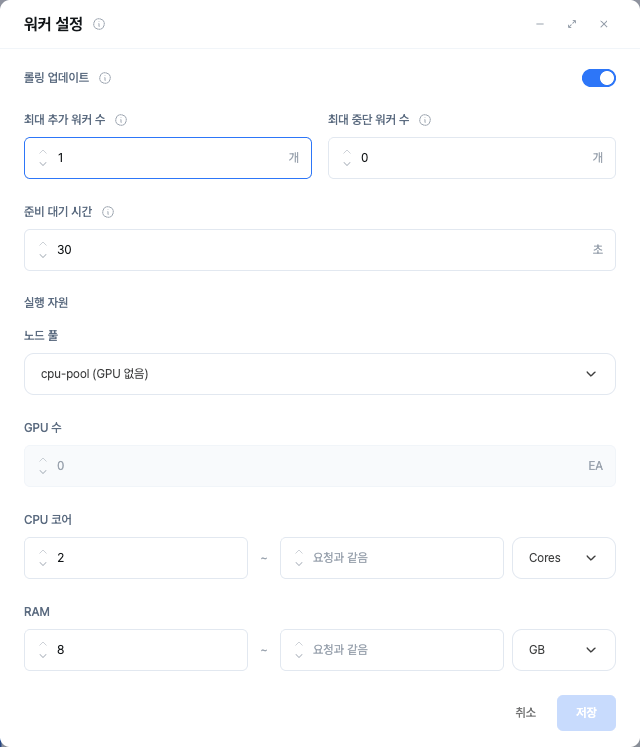 워커 설정
롤링 업데이트
최대 추가 워커 수
최대 중단 워커 수
1 개
0 개
준비 대기 시간
30 초
실행 자원
노드 풀
cpu-pool (GPU 없음)
GPU 수
0 EA
CPU 코어
2 ~ 요청과 같음 Cores
RAM
8 ~ 요청과 같음 GB
취소 저장